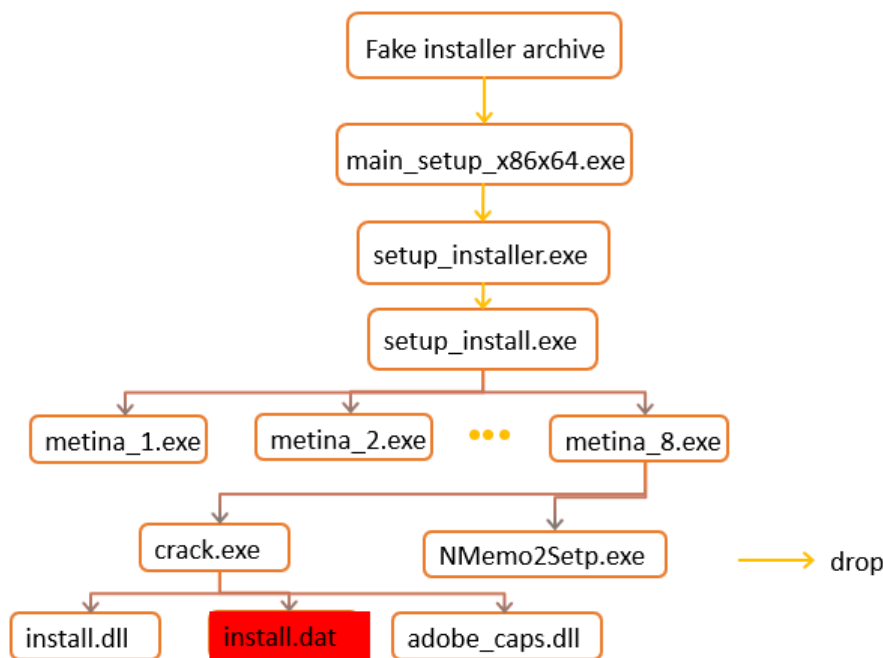 Fake installer archive
main_setup_x86x64.exe
setup_installer.exe
setup_install.exe
metina_1.exe
metina_2.exe
metina_8.exe
crack.exe
NMemo2Setp.exe
drop
install.dll
install.dat
adobe_caps.dll